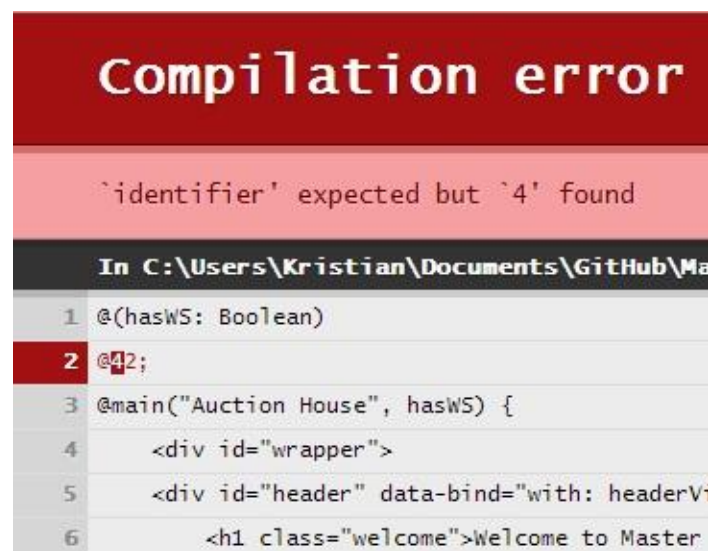 Compilation error
`identifier' expected but `4' found
In C:\Users\Kristian\Documents\GitHub\Ma
1 @(hasWS: Boolean)
2 @42;
3 @main("Auction House", hasWS) {
4 <div id="wrapper">
5 <div id="header" data-bind="with: headerVi
6 <h1 class="welcome">Welcome to Master